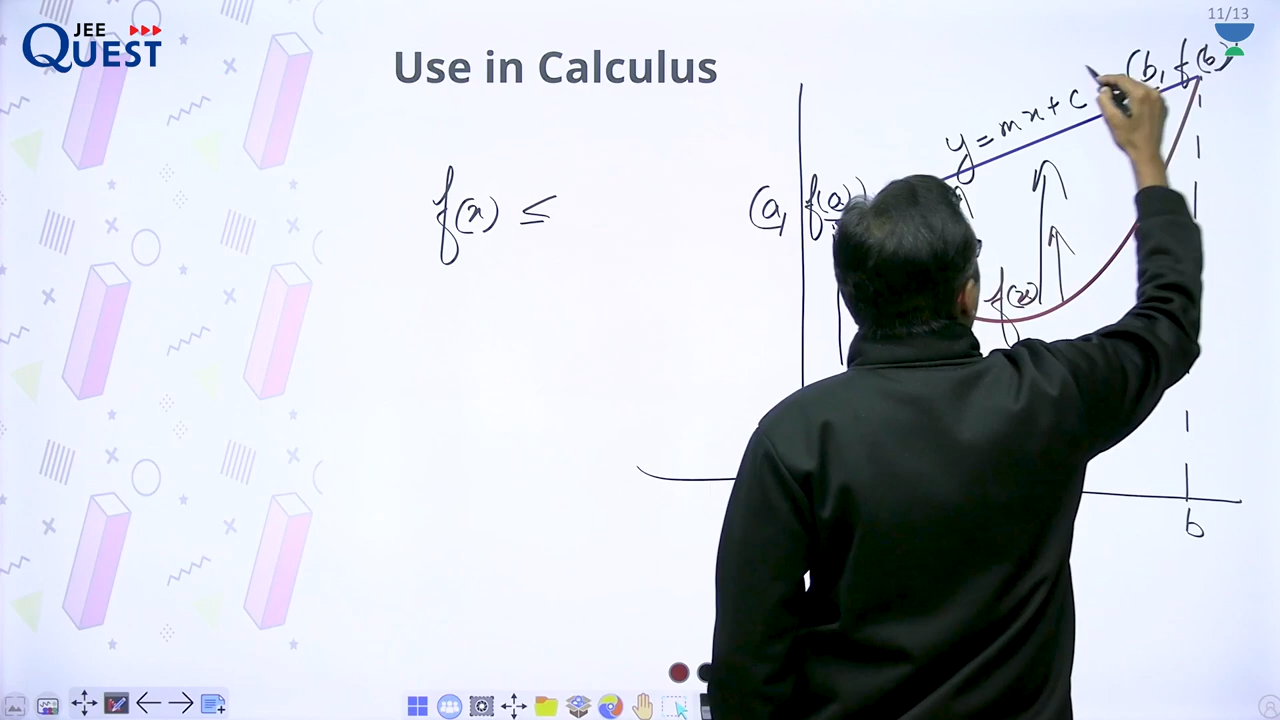 JEE
QUEST
11/13
Use in Calculus
(b, f(b)
y = mx + c
f(x) ≤
(a, f(a))
f(x)
b